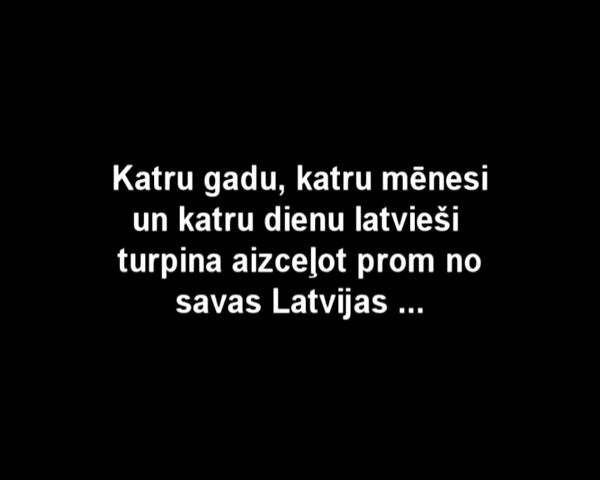 Katru gadu, katru mēnesi
un katru dienu latvieši
turpina aizceļot prom no
savas Latvijas ...